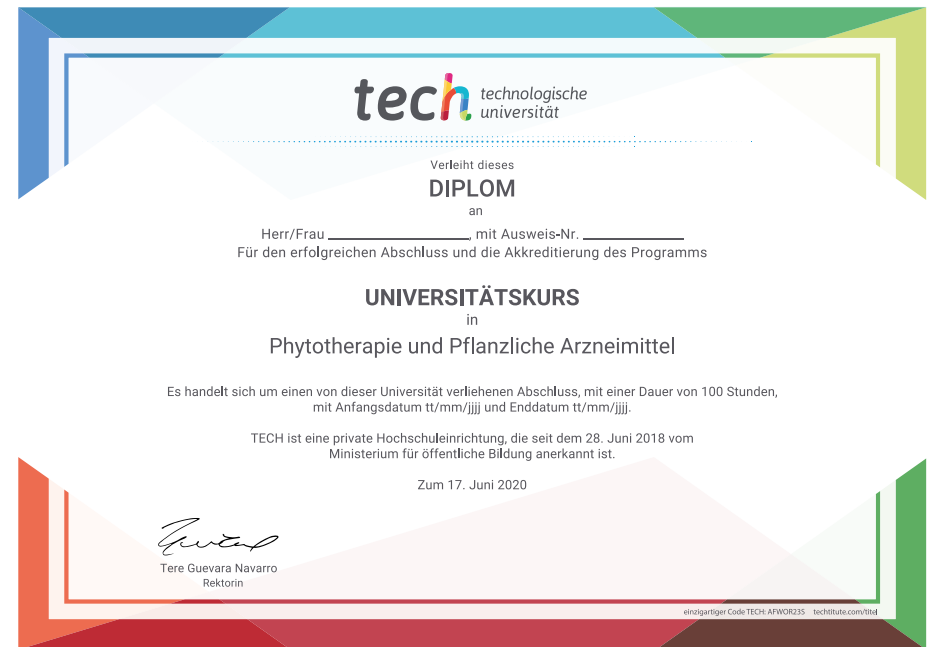 tech technologische
universität
Verleiht dieses
DIPLOM
an
Herr/Frau ____________________, mit Ausweis-Nr. ______________
Für den erfolgreichen Abschluss und die Akkreditierung des Programms
UNIVERSITÄTSKURS
in
Phytotherapie und Pflanzliche Arzneimittel
Es handelt sich um einen von dieser Universität verliehenen Abschluss, mit einer Dauer von 100 Stunden,
mit Anfangsdatum tt/mm/jjjj und Enddatum tt/mm/jjjj.
TECH ist eine private Hochschuleinrichtung, die seit dem 28. Juni 2018 vom
Ministerium für öffentliche Bildung anerkannt ist.
Zum 17. Juni 2020
Tere Guevara Navarro
Rektorin
einzigartiger Code TECH: AFWOR23S techtitute.com/titel